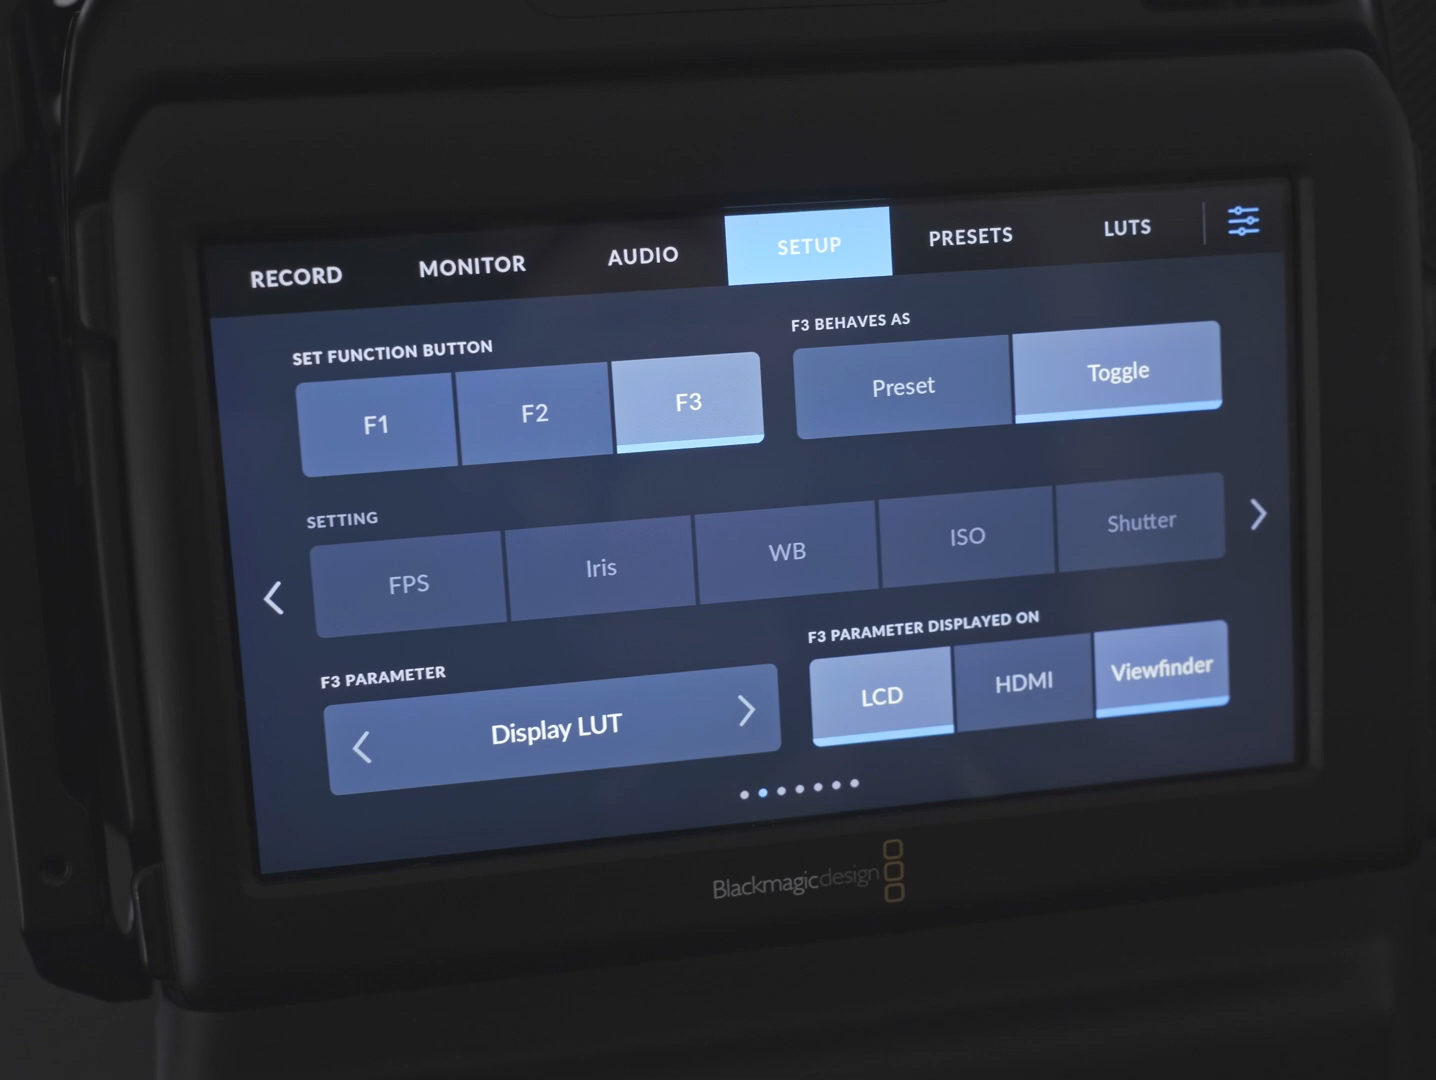 RECORD MONITOR AUDIO SETUP PRESETS LUTS
SET FUNCTION BUTTON
F1 F2 F3
F3 BEHAVES AS
Preset Toggle
SETTING
FPS Iris WB ISO Shutter
F3 PARAMETER
Display LUT
F3 PARAMETER DISPLAYED ON
LCD HDMI Viewfinder
Blackmagicdesign